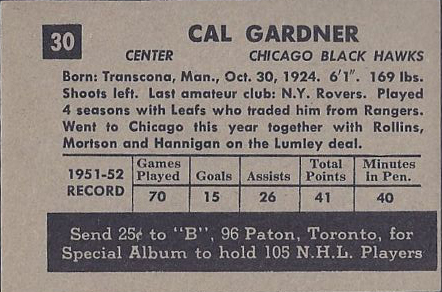 30
CAL GARDNER
CENTER CHICAGO BLACK HAWKS
Born: Transcona, Man., Oct. 30, 1924. 6'1". 169 lbs.
Shoots left. Last amateur club: N.Y. Rovers. Played
4 seasons with Leafs who traded him from Rangers.
Went to Chicago this year together with Rollins,
Mortson and Hannigan on the Lumley deal.
1951-52 RECORD
Games Played Goals Assists Total Points Minutes in Pen.
70 15 26 41 40
Send 25¢ to "B", 96 Paton, Toronto, for
Special Album to hold 105 N.H.L. Players